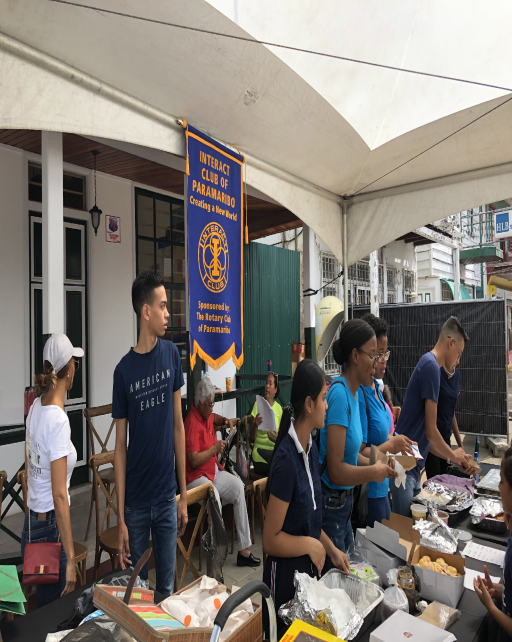 INTERACT
CLUB OF
PARAMARIBO
Creating a New World
INTERACT
CLUB
Sponsored by
The Rotary Club
of Paramaribo
AMERICAN
EAGLE